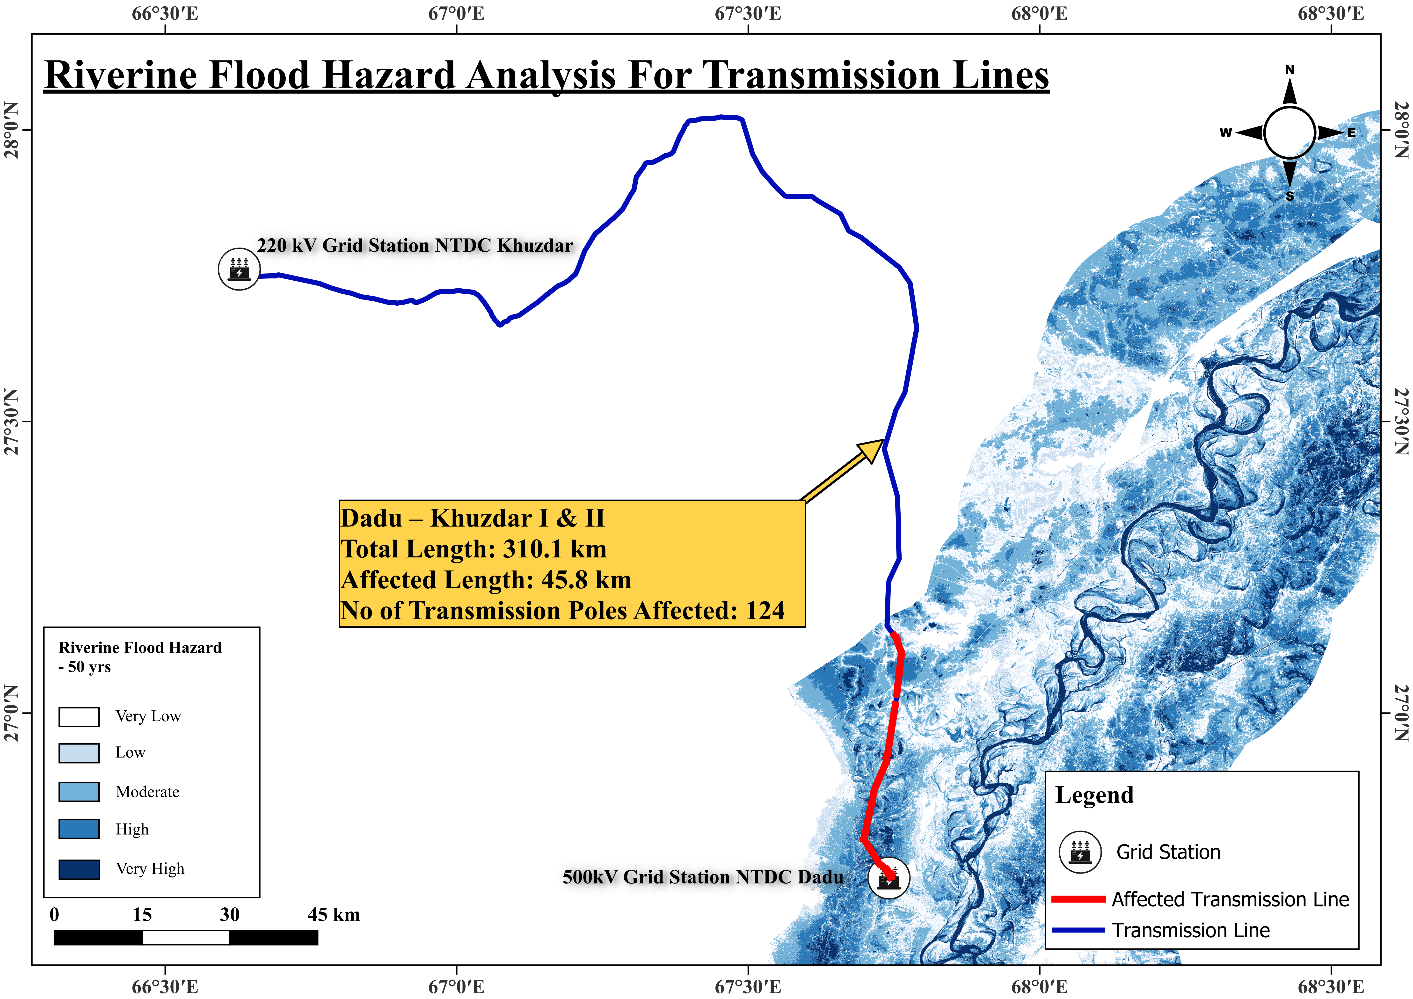 66°30'E 67°0'E 67°30'E 68°0'E 68°30'E
Riverine Flood Hazard Analysis For Transmission Lines
N
W E
S
28°0'N 28°0'N
220 kV Grid Station NTDC Khuzdar
27°30'N 27°30'N
Dadu – Khuzdar I & II
Total Length: 310.1 km
Affected Length: 45.8 km
No of Transmission Poles Affected: 124
Riverine Flood Hazard
- 50 yrs
Very Low
Low
Moderate
High
Very High
27°0'N 27°0'N
500kV Grid Station NTDC Dadu
Legend
Grid Station
Affected Transmission Line
Transmission Line
0 15 30 45 km
66°30'E 67°0'E 67°30'E 68°0'E 68°30'E